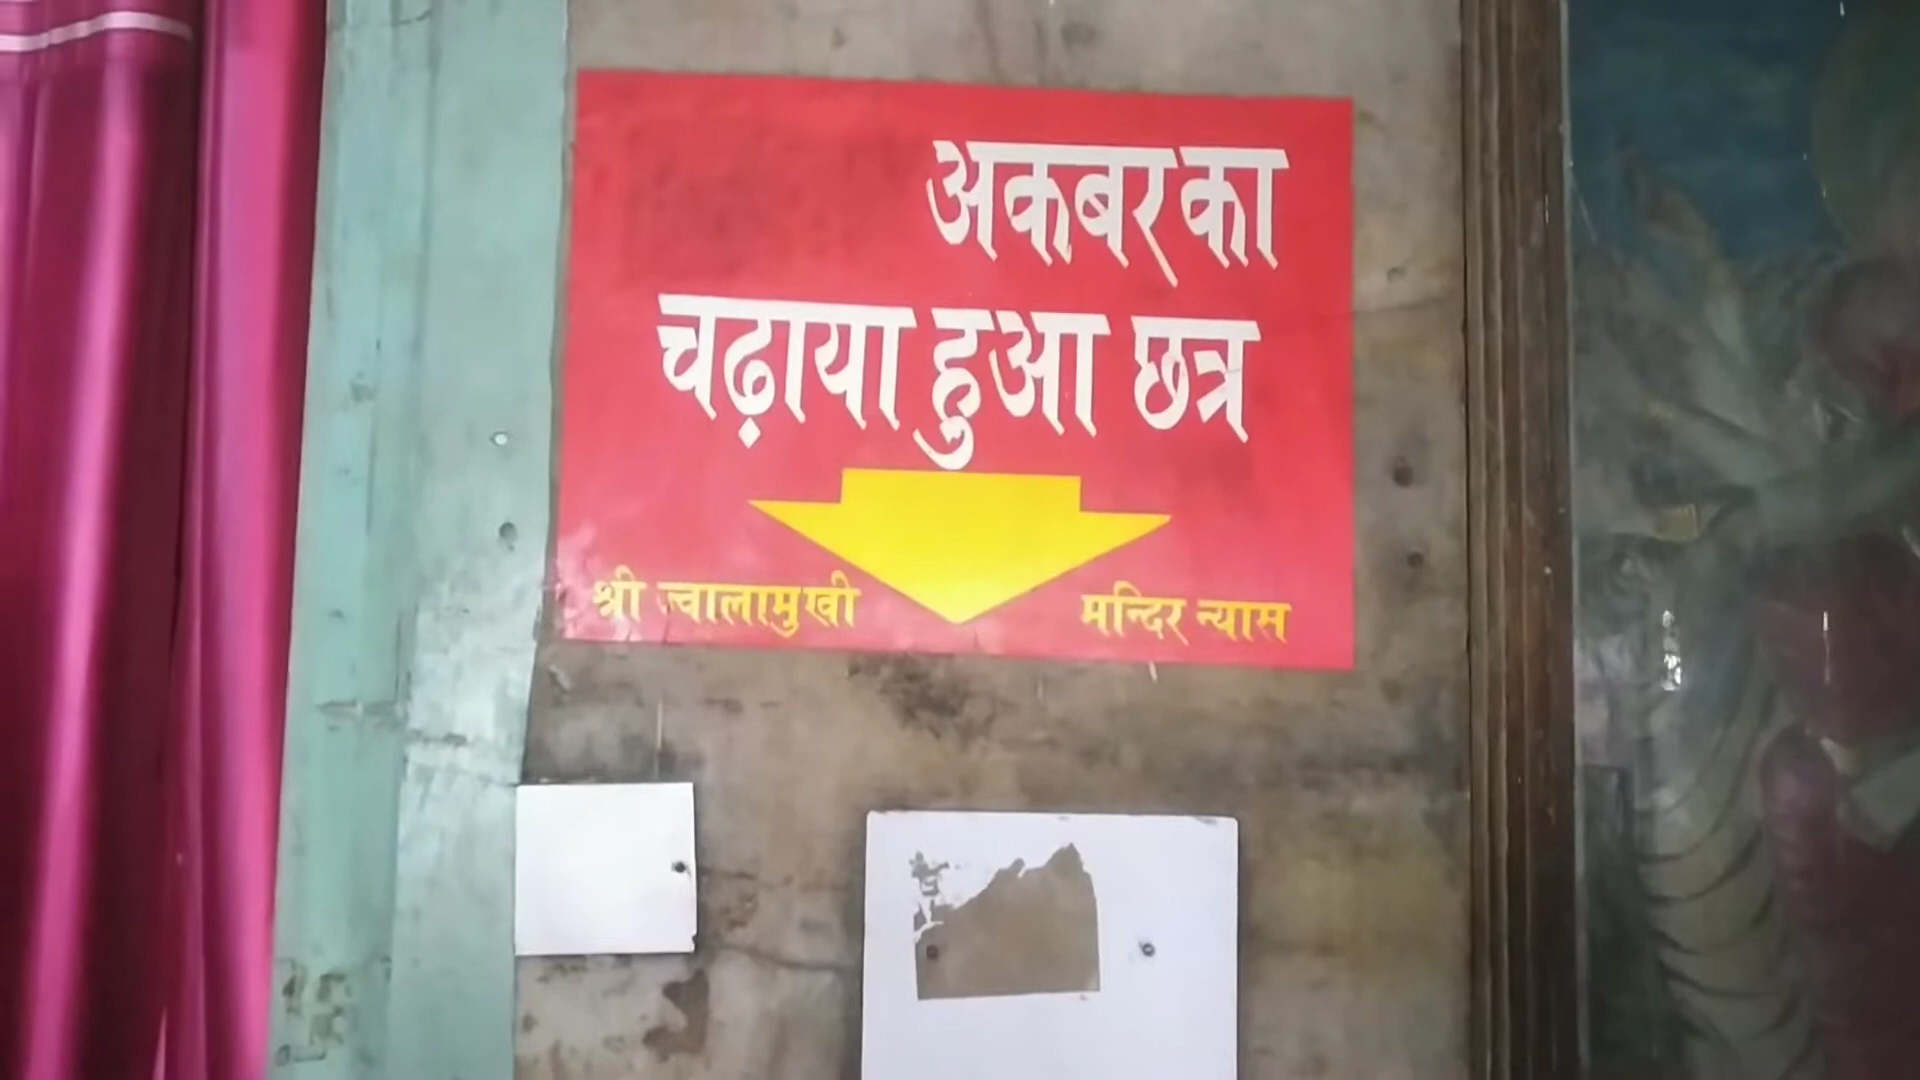 अकबर का
चढ़ाया हुआ छत्र
श्री ज्वालामुखी मन्दिर न्यास